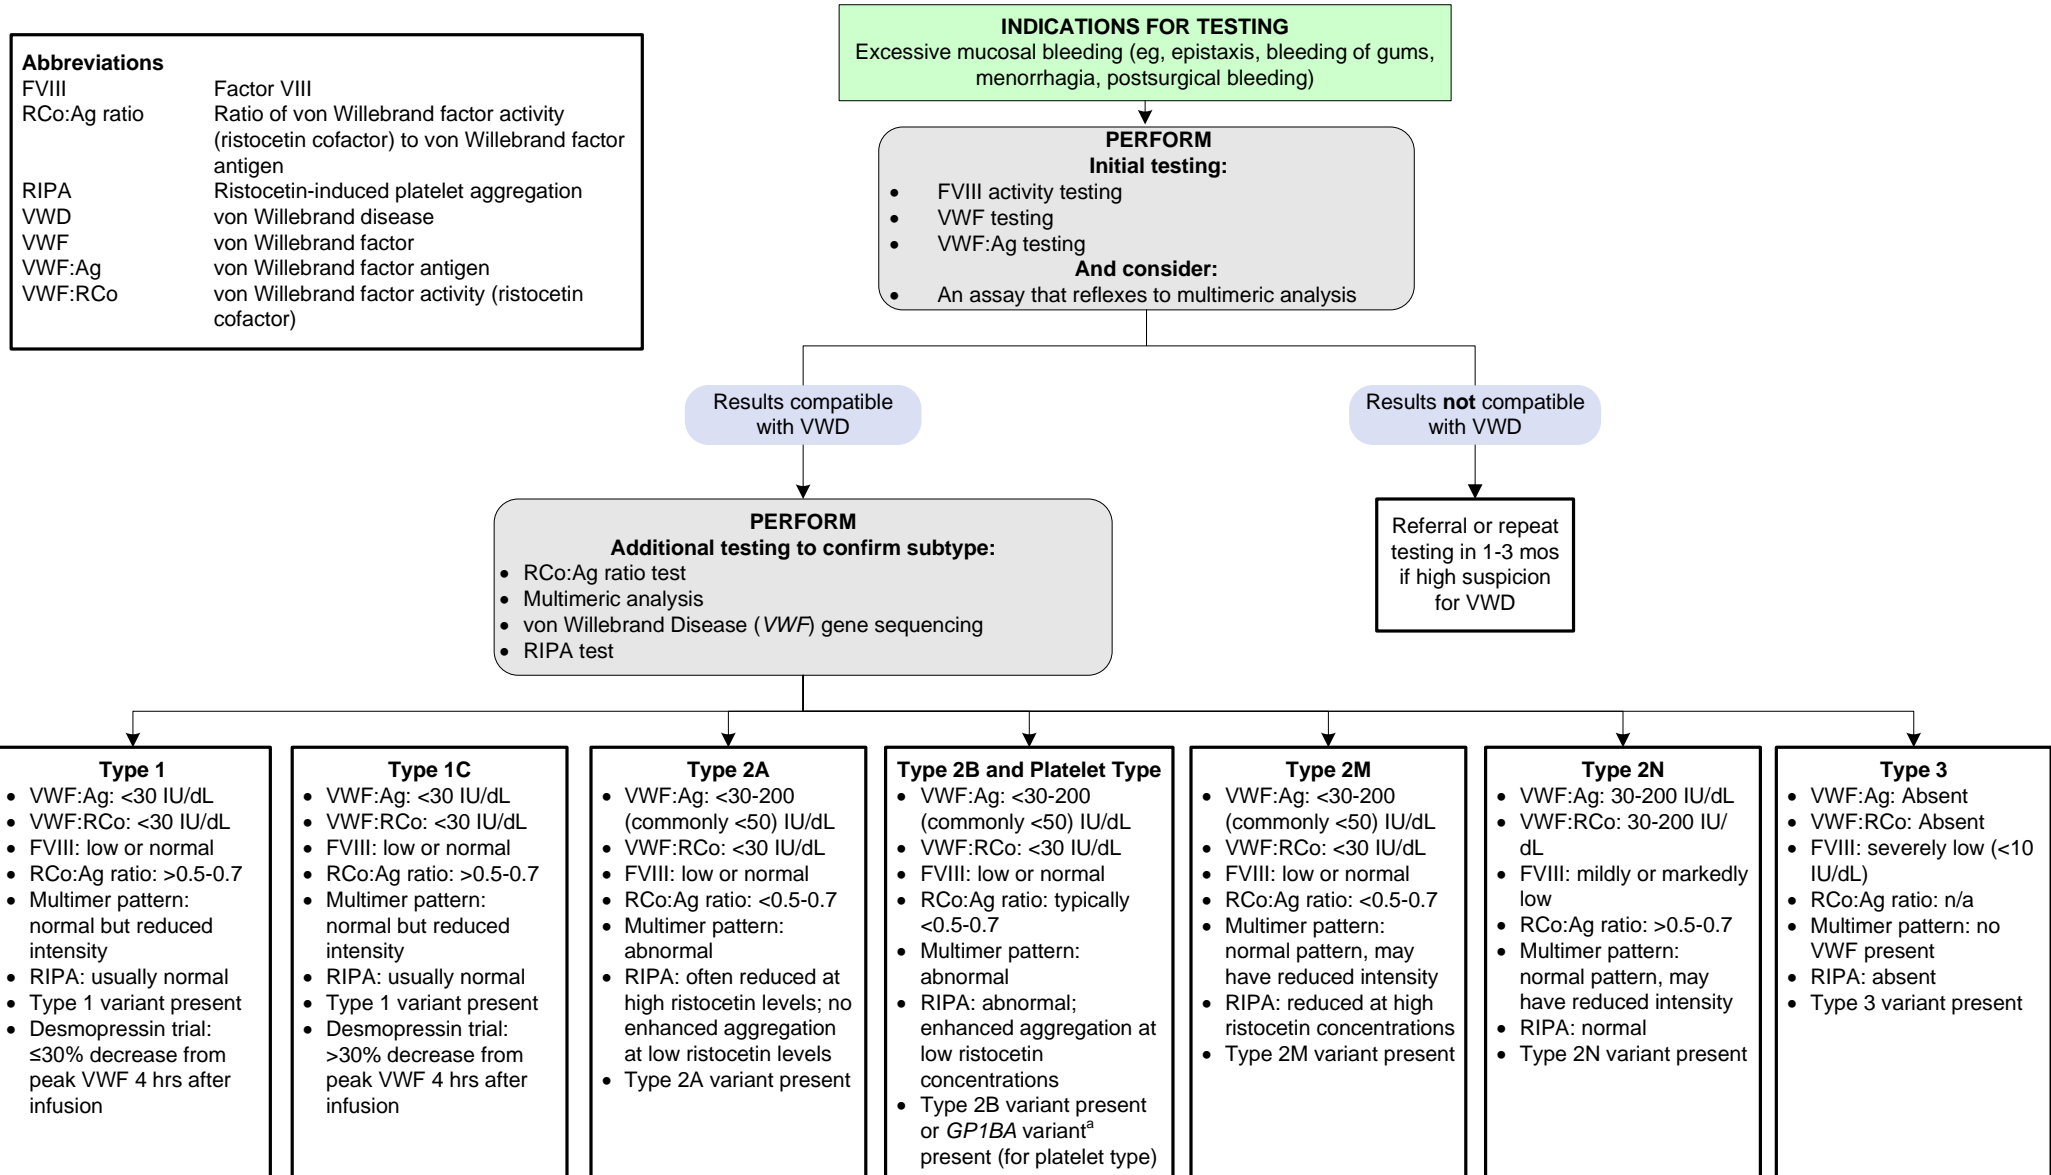 INDICATIONS FOR TESTING
Excessive mucosal bleeding (eg, epistaxis, bleeding of gums,
menorrhagia, postsurgical bleeding)
Abbreviations
FVIII Factor VIII
RCo:Ag ratio Ratio of von Willebrand factor activity
(ristocetin cofactor) to von Willebrand factor
antigen
RIPA Ristocetin-induced platelet aggregation
VWD von Willebrand disease
VWF von Willebrand factor
VWF:Ag von Willebrand factor antigen
VWF:RCo von Willebrand factor activity (ristocetin
cofactor)
PERFORM
Initial testing:
• FVIII activity testing
• VWF testing
• VWF:Ag testing
And consider:
• An assay that reflexes to multimeric analysis
Results compatible
with VWD
Results not compatible
with VWD
PERFORM
Additional testing to confirm subtype:
• RCo:Ag ratio test
• Multimeric analysis
• von Willebrand Disease (VWF) gene sequencing
• RIPA test
Referral or repeat
testing in 1-3 mos
if high suspicion
for VWD
Type 1
• VWF:Ag: <30 IU/dL
• VWF:RCo: <30 IU/dL
• FVIII: low or normal
• RCo:Ag ratio: >0.5-0.7
• Multimer pattern:
normal but reduced
intensity
• RIPA: usually normal
• Type 1 variant present
• Desmopressin trial:
≤30% decrease from
peak VWF 4 hrs after
infusion
Type 1C
• VWF:Ag: <30 IU/dL
• VWF:RCo: <30 IU/dL
• FVIII: low or normal
• RCo:Ag ratio: >0.5-0.7
• Multimer pattern:
normal but reduced
intensity
• RIPA: usually normal
• Type 1 variant present
• Desmopressin trial:
>30% decrease from
peak VWF 4 hrs after
infusion
Type 2A
• VWF:Ag: <30-200
(commonly <50) IU/dL
• VWF:RCo: <30 IU/dL
• FVIII: low or normal
• RCo:Ag ratio: <0.5-0.7
• Multimer pattern:
abnormal
• RIPA: often reduced at
high ristocetin levels; no
enhanced aggregation
at low ristocetin levels
• Type 2A variant present
Type 2B and Platelet Type
• VWF:Ag: <30-200
(commonly <50) IU/dL
• VWF:RCo: <30 IU/dL
• FVIII: low or normal
• RCo:Ag ratio: typically
<0.5-0.7
• Multimer pattern:
abnormal
• RIPA: abnormal;
enhanced aggregation at
low ristocetin
concentrations
• Type 2B variant present
or GP1BA variantᵃ
present (for platelet type)
Type 2M
• VWF:Ag: <30-200
(commonly <50) IU/dL
• VWF:RCo: <30 IU/dL
• FVIII: low or normal
• RCo:Ag ratio: <0.5-0.7
• Multimer pattern:
normal pattern, may
have reduced intensity
• RIPA: reduced at high
ristocetin concentrations
• Type 2M variant present
Type 2N
• VWF:Ag: 30-200 IU/dL
• VWF:RCo: 30-200 IU/
dL
• FVIII: mildly or markedly
low
• RCo:Ag ratio: >0.5-0.7
• Multimer pattern:
normal pattern, may
have reduced intensity
• RIPA: normal
• Type 2N variant present
Type 3
• VWF:Ag: Absent
• VWF:RCo: Absent
• FVIII: severely low (<10
IU/dL)
• RCo:Ag ratio: n/a
• Multimer pattern: no
VWF present
• RIPA: absent
• Type 3 variant present